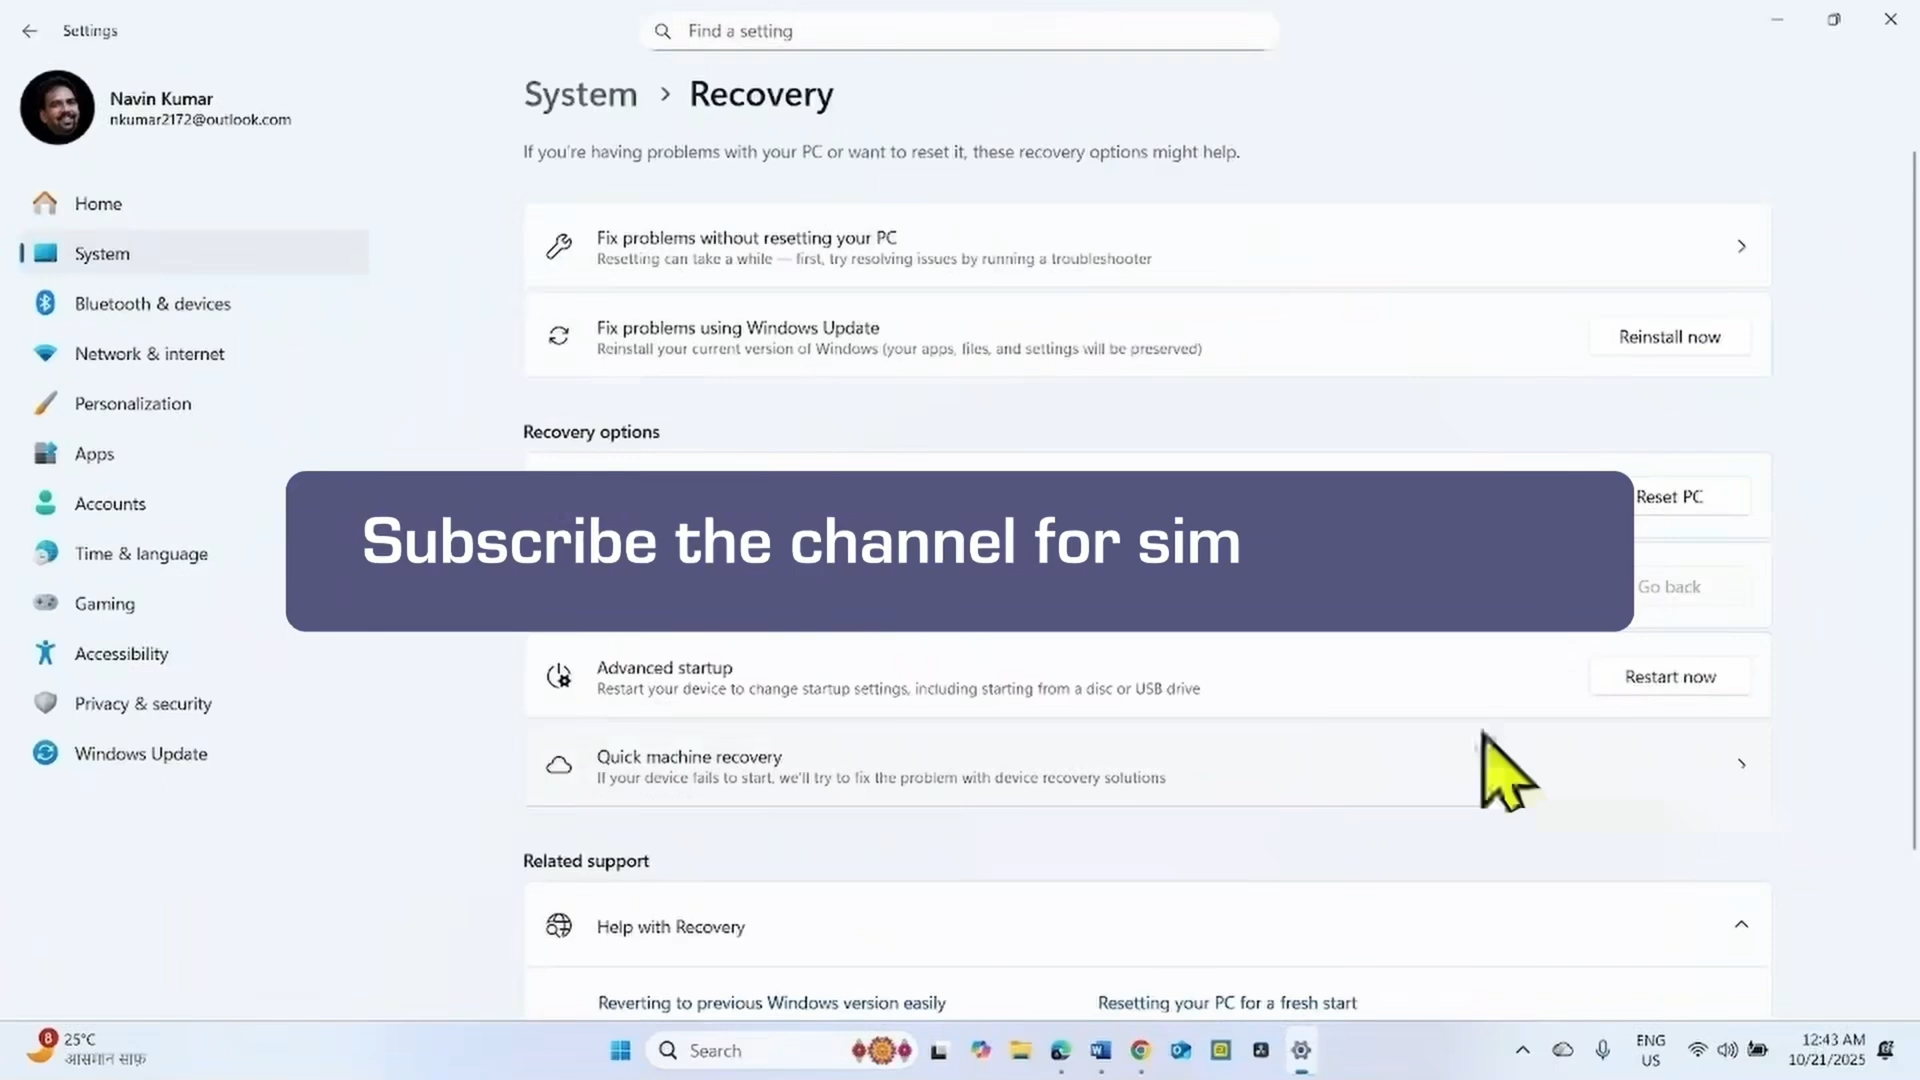 Settings
Find a setting
Navin Kumar
nkumar2172@outlook.com
Home
System
Bluetooth & devices
Network & internet
Personalization
Apps
Accounts
Time & language
Gaming
Accessibility
Privacy & security
Windows Update
System > Recovery
If you're having problems with your PC or want to reset it, these recovery options might help.
Fix problems without resetting your PC
Resetting can take a while — first, try resolving issues by running a troubleshooter
Fix problems using Windows Update
Reinstall your current version of Windows (your apps, files, and settings will be preserved)
Reinstall now
Recovery options
Reset PC
Subscribe the channel for sim
Go back
Advanced startup
Restart your device to change startup settings, including starting from a disc or USB drive
Restart now
Quick machine recovery
If your device fails to start, we'll try to fix the problem with device recovery solutions
Related support
Help with Recovery
Reverting to previous Windows version easily
Resetting your PC for a fresh start
8
25°C
आसमान साफ़
Search
ENG
US
12:43 AM
10/21/2025